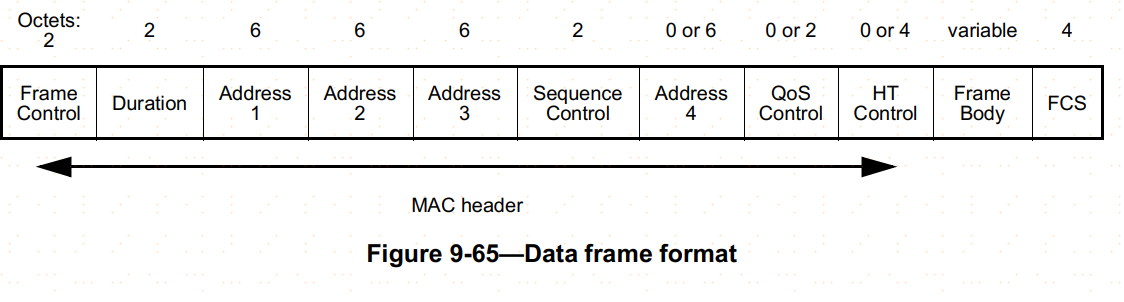 Octets:
2 2 6 6 6 2 0 or 6 0 or 2 0 or 4 variable 4
Frame Control
Duration
Address 1
Address 2
Address 3
Sequence Control
Address 4
QoS Control
HT Control
Frame Body
FCS
MAC header
Figure 9-65—Data frame format